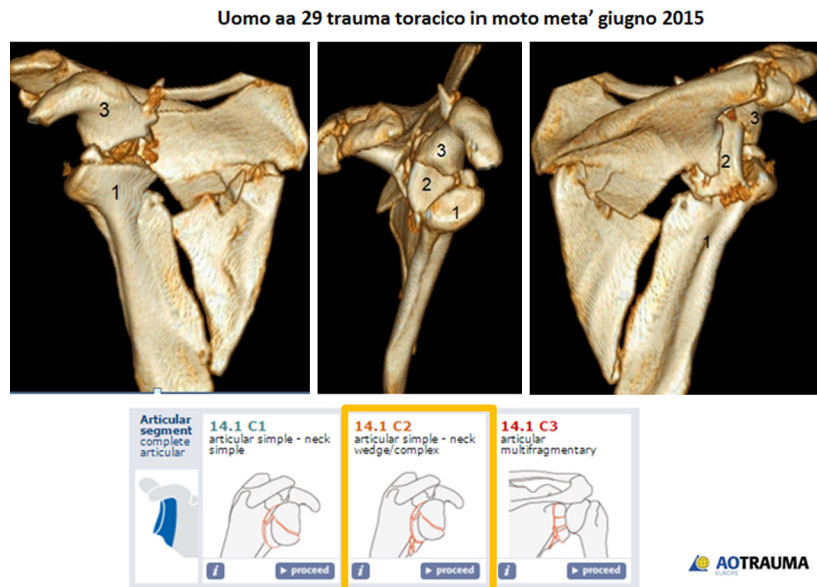 Uomo aa 29 trauma toracico in moto meta' giugno 2015
3
1
3
2
1
3
2
1
Articular
segment
complete
articular
14.1 C1
articular simple - neck
simple
i
proceed
14.1 C2
articular simple - neck
wedge/complex
i
proceed
14.1 C3
articular
multifragmentary
i
proceed
AOTRAUMA
EUROPE